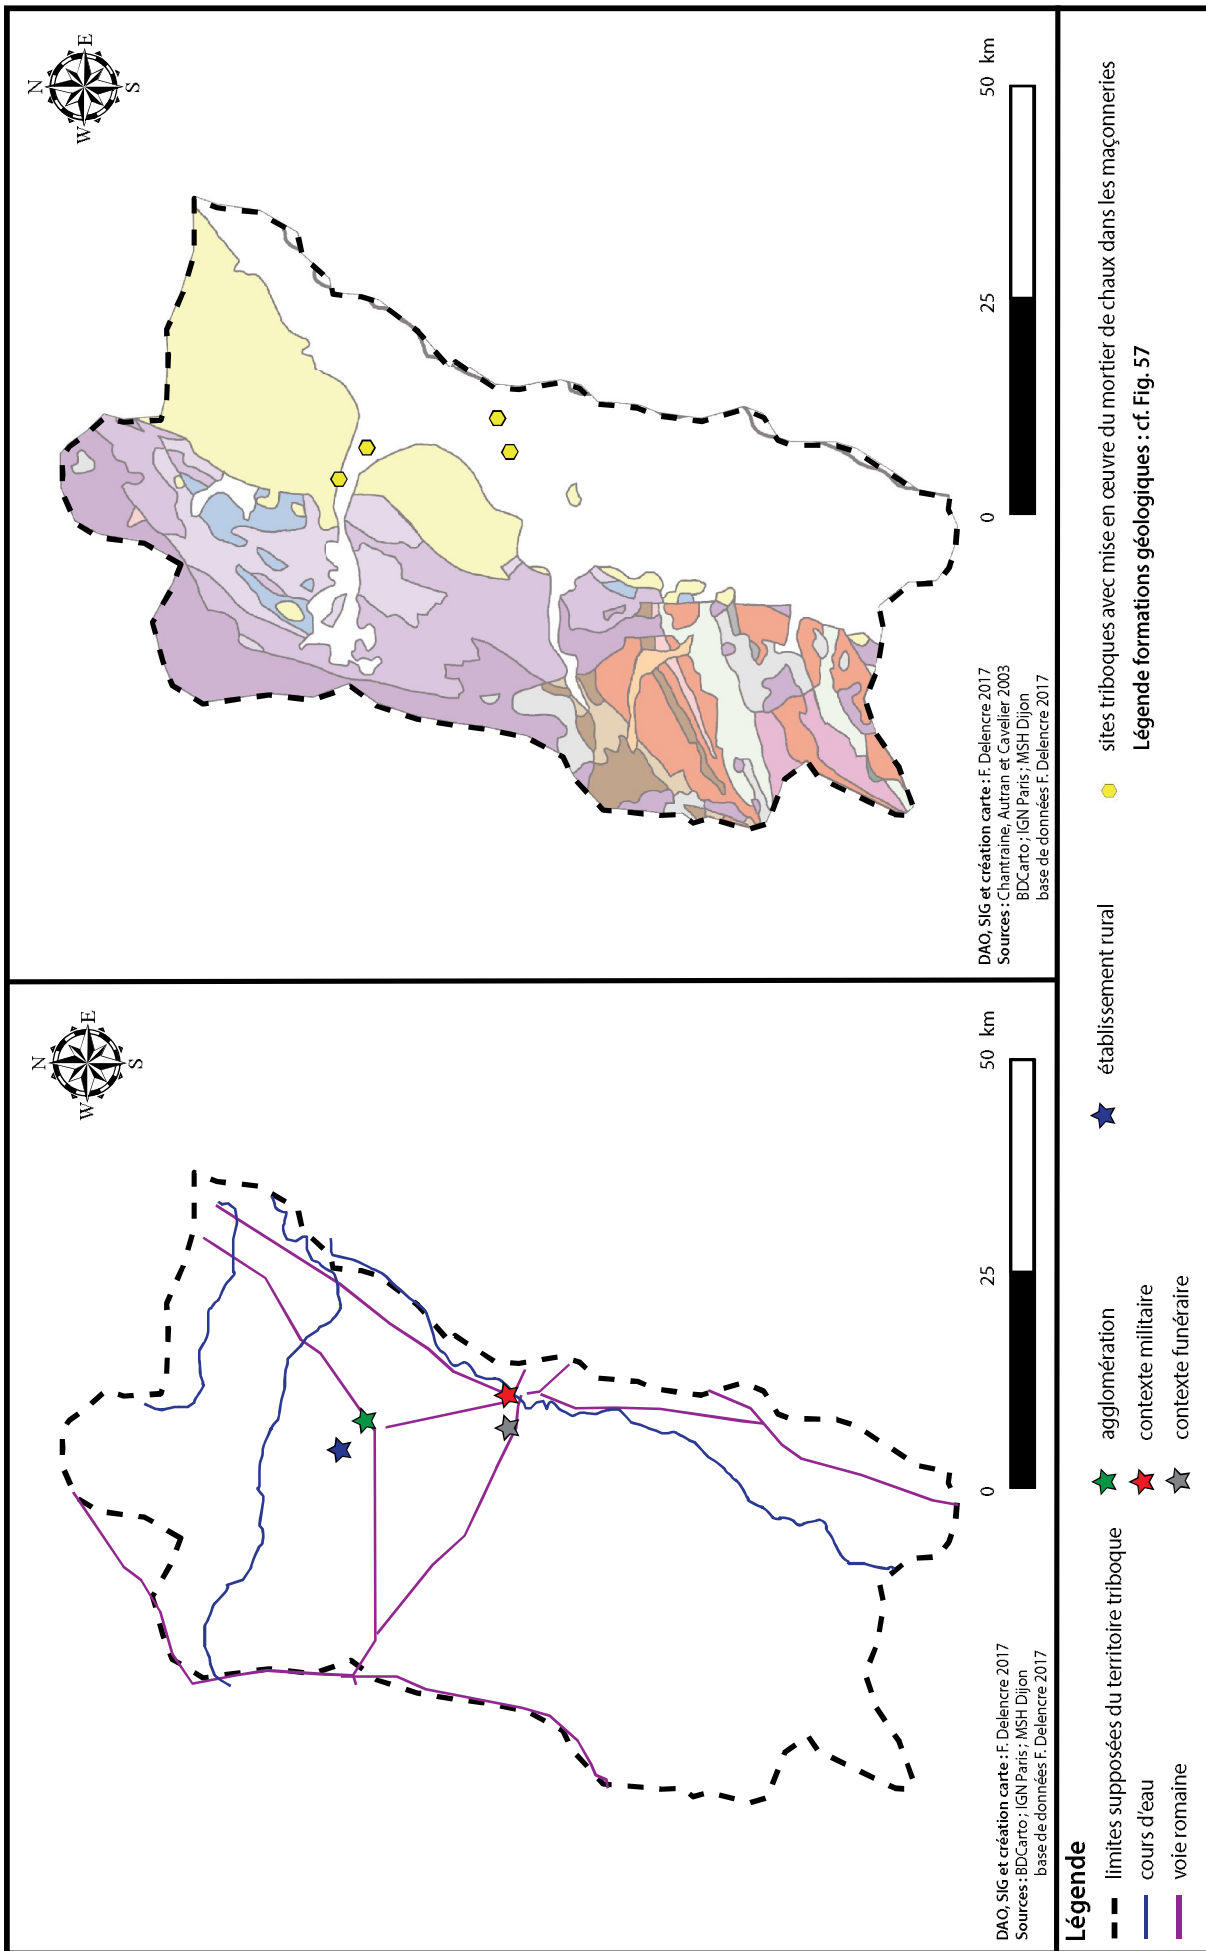 N
W
E
S
0
25
50
km
DAO, SIG et création carte : F. Delencre 2017
Sources : BDCarto ; IGN Paris ; MSH Dijon
base de données F. Delencre 2017
N
W
E
S
0
25
50
km
DAO, SIG et création carte : F. Delencre 2017
Sources : Chantraine, Autran et Cavelier 2003
BDCarto ; IGN Paris ; MSH Dijon
base de données F. Delencre 2017
Légende
limites supposées du territoire triboque
cours d'eau
voie romaine
agglomération
contexte militaire
contexte funéraire
établissement rural
sites triboques avec mise en œuvre du mortier de chaux dans les maçonneries
Légende formations géologiques : cf. Fig. 57